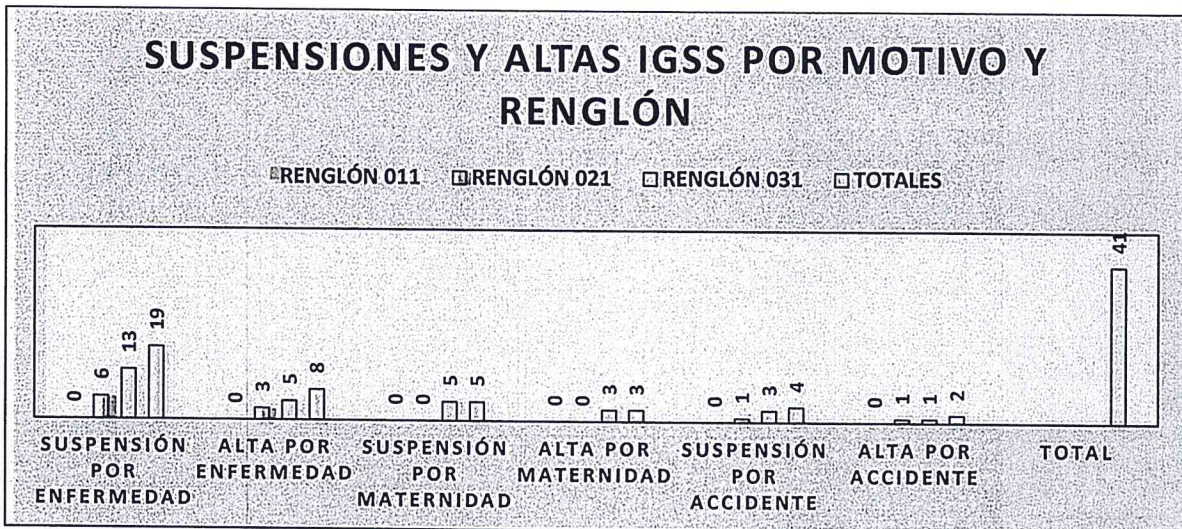 SUSPENSIONES Y ALTAS IGSS POR MOTIVO Y
RENGLÓN
RENGLÓN 011 RENGLÓN 021 RENGLÓN 031 TOTALES
0 6 13 19
0 3 5 8
0 0 5 5
0 0 3 3
0 1 3 4
0 1 1 2
41
SUSPENSIÓN
POR
ENFERMEDAD
ALTA POR
ENFERMEDAD
SUSPENSIÓN
POR
MATERNIDAD
ALTA POR
MATERNIDAD
SUSPENSIÓN
POR
ACCIDENTE
ALTA POR
ACCIDENTE
TOTAL